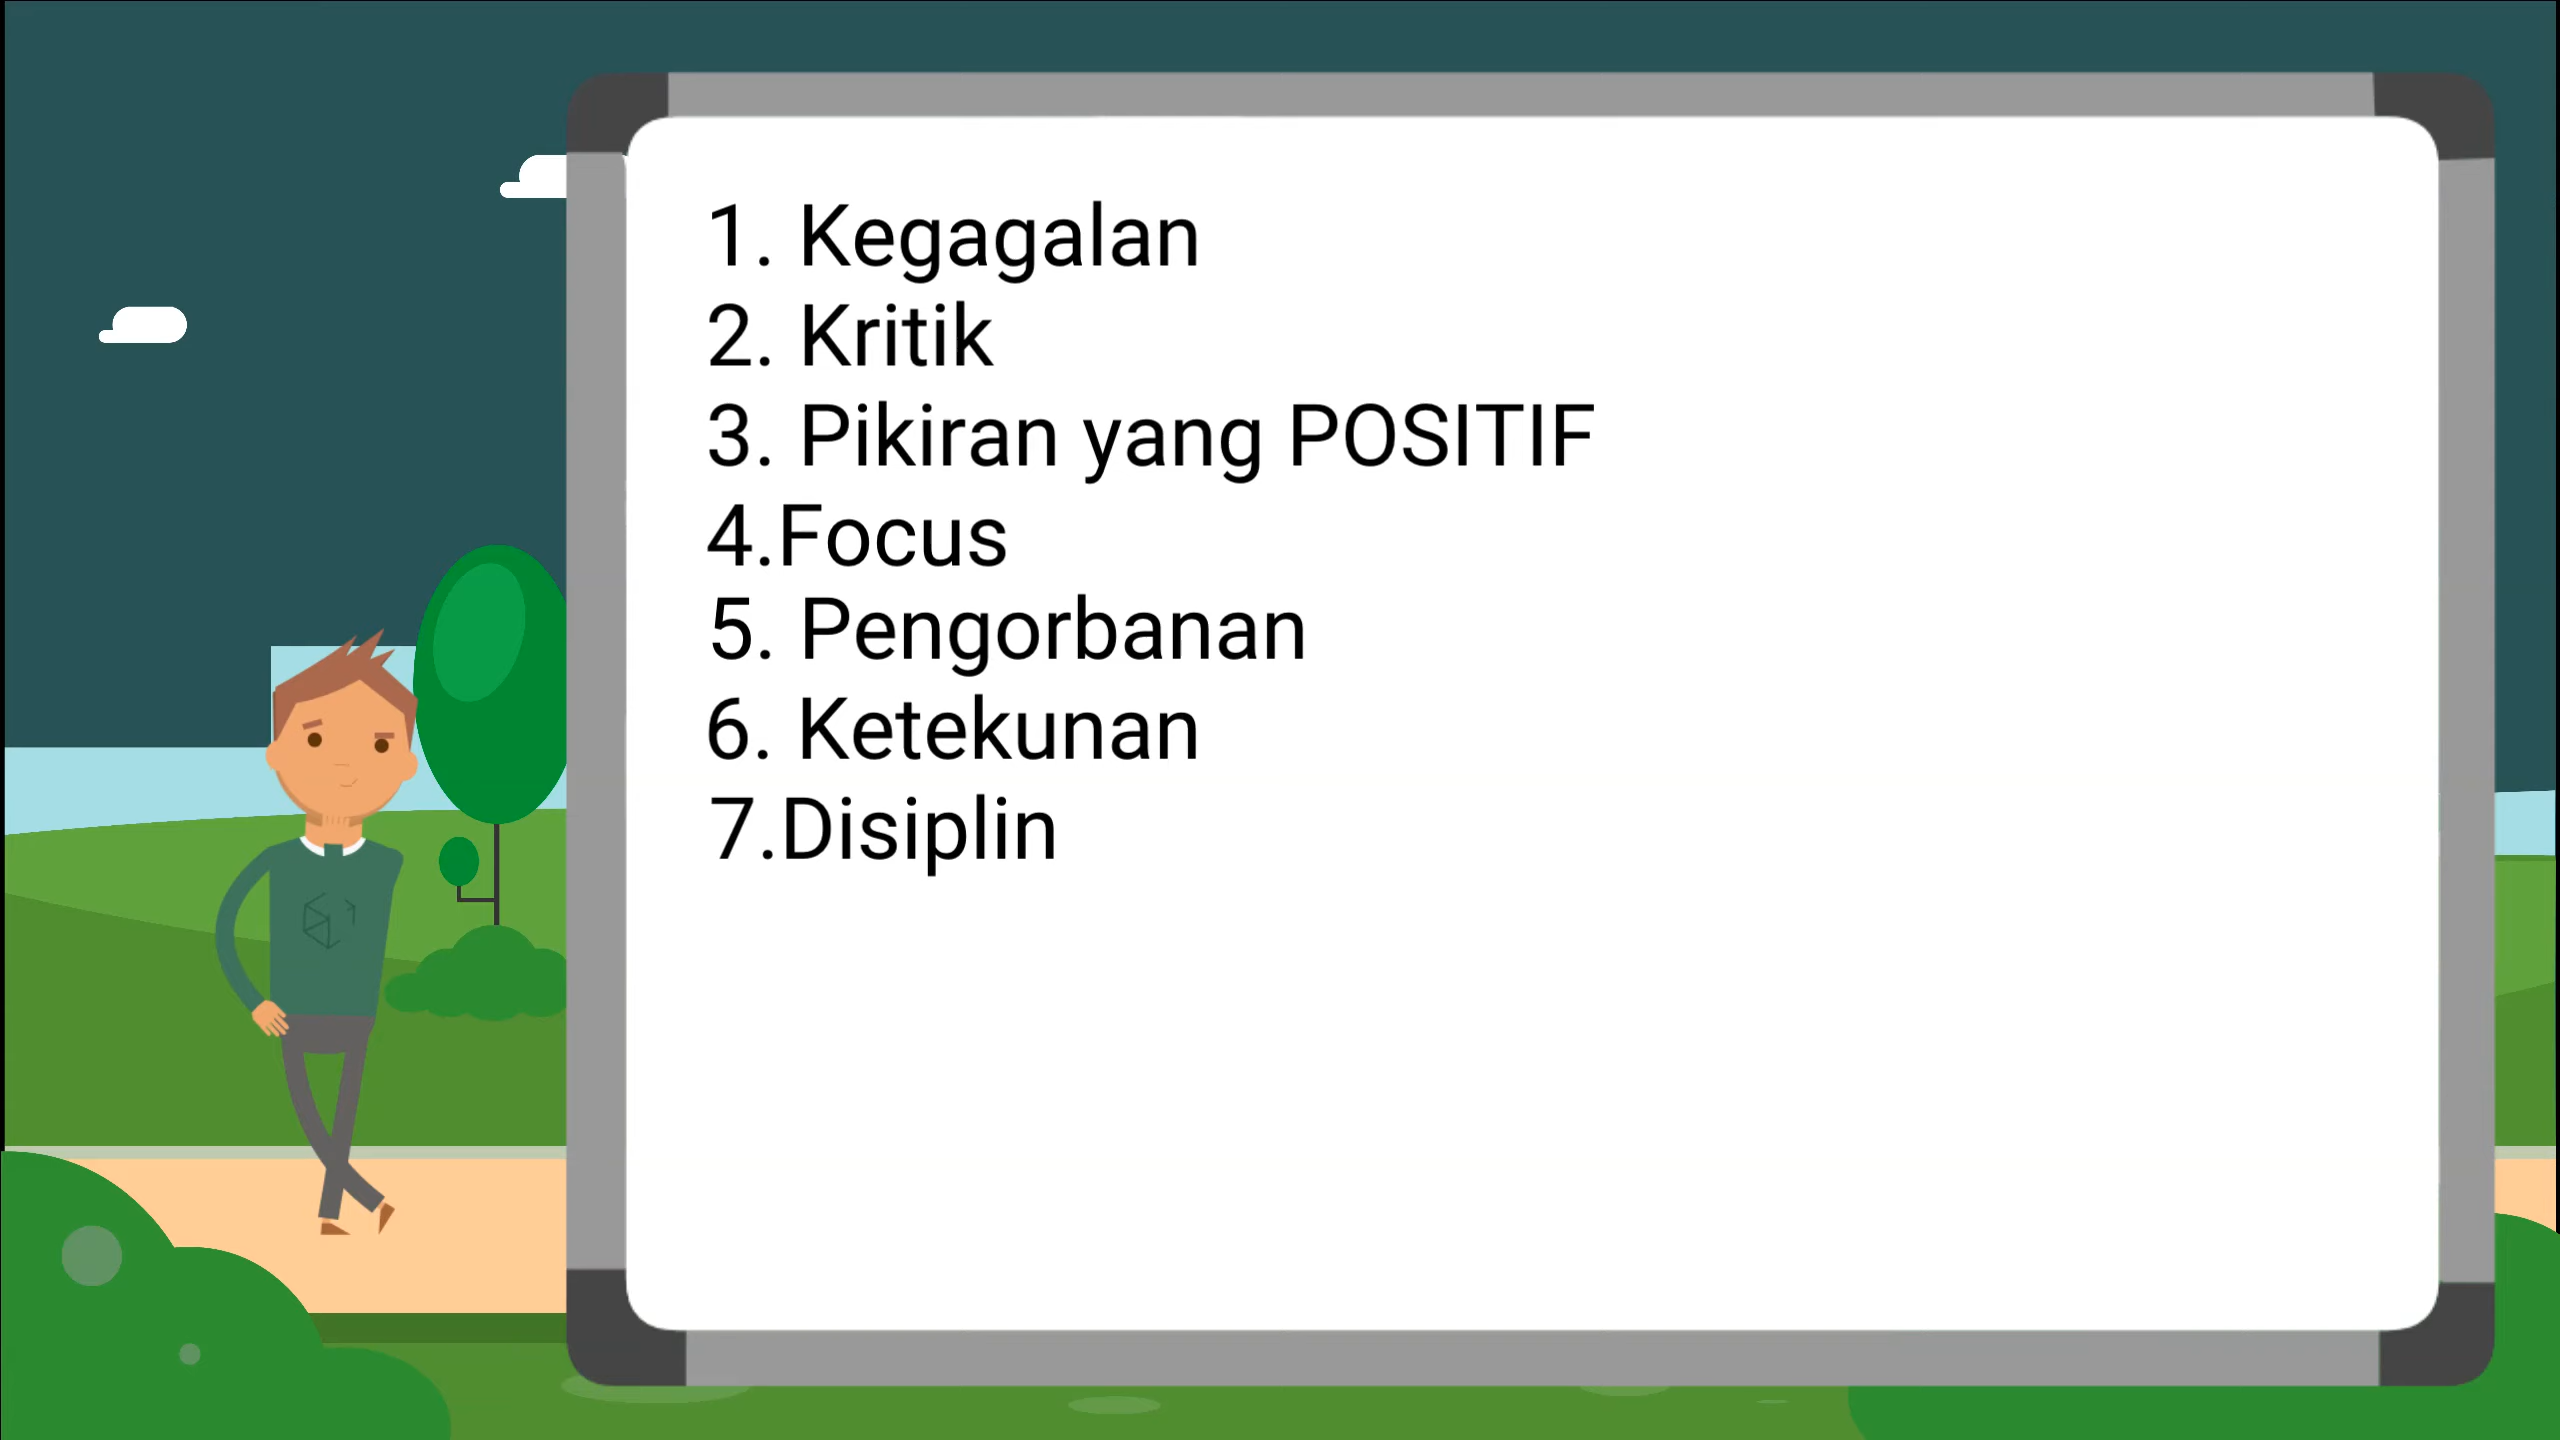 1. Kegagalan
2. Kritik
3. Pikiran yang POSITIF
4.Focus
5. Pengorbanan
6. Ketekunan
7.Disiplin